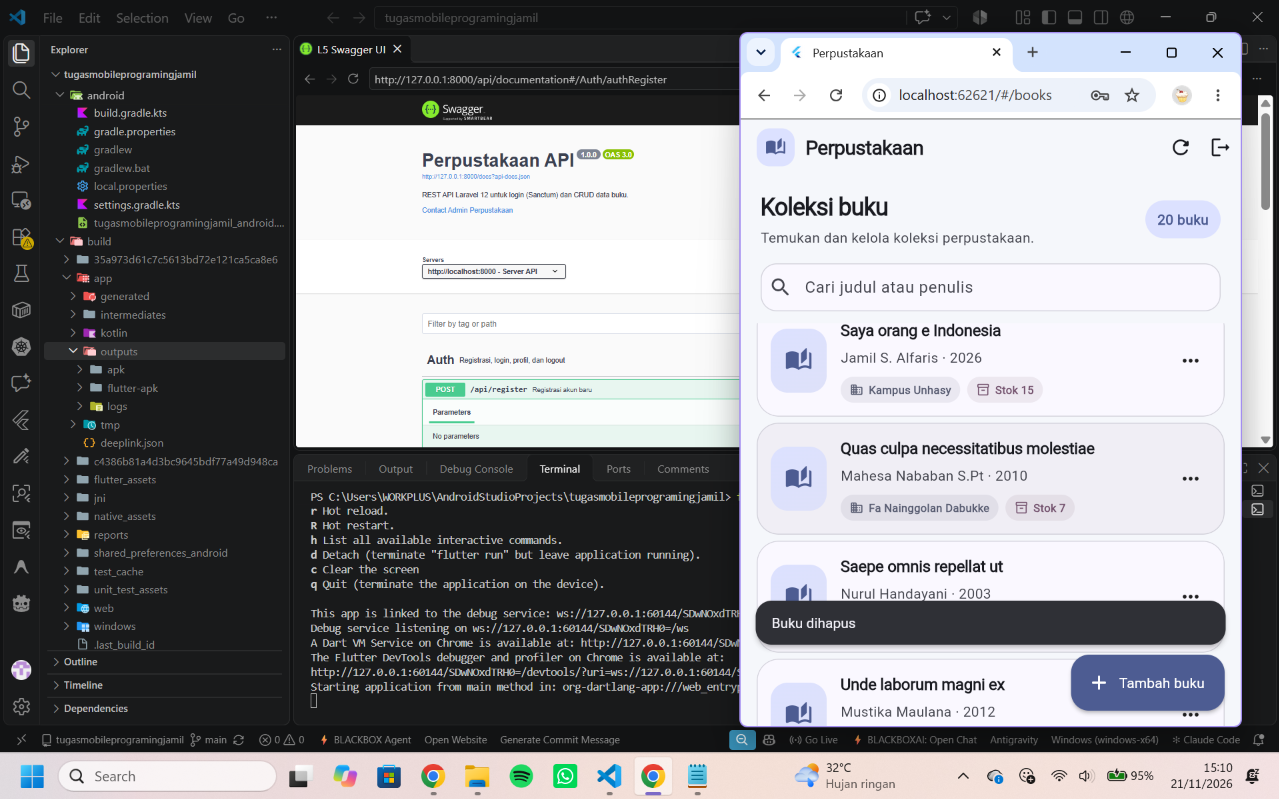 File Edit Selection View Go ···
tugasmobileprogramingjamil
Explorer
tugasmobileprogramingjamil
android
build.gradle.kts
gradle.properties
gradlew
gradlew.bat
local.properties
settings.gradle.kts
tugasmobileprogramingjamil_android....
build
35a973d61c7c5613bd72e121ca5ca8e6
app
generated
intermediates
kotlin
outputs
apk
flutter-apk
logs
tmp
deeplink.json
c4386b81a4d3bc9645bdf77a49d948ca
flutter_assets
jni
native_assets
reports
shared_preferences_android
test_cache
unit_test_assets
web
windows
.last_build_id
Outline
Timeline
Dependencies
L5 Swagger UI
http://127.0.0.1:8000/api/documentation#/Auth/authRegister
Swagger
Supported by SMARTBEAR
Perpustakaan API 1.0.0 OAS 3.0
http://127.0.0.1:8000/docs?api-docs.json
REST API Laravel 12 untuk login (Sanctum) dan CRUD data buku.
Contact Admin Perpustakaan
Servers
http://localhost:8000 - Server API
Filter by tag or path
Auth Registrasi, login, profil, dan logout
POST /api/register Registrasi akun baru
Parameters
No parameters
Problems Output Debug Console Terminal Ports Comments
PS C:\Users\WORKPLUS\AndroidStudioProjects\tugasmobileprogramingjamil>
r Hot reload.
R Hot restart.
h List all available interactive commands.
d Detach (terminate "flutter run" but leave application running).
c Clear the screen
q Quit (terminate the application on the device).
This app is linked to the debug service: ws://127.0.0.1:60144/SDwNOxdTRH
Debug service listening on ws://127.0.0.1:60144/SDwNOxdTRH0=/ws
A Dart VM Service on Chrome is available at: http://127.0.0.1:60144/SDwN
The Flutter DevTools debugger and profiler on Chrome is available at:
http://127.0.0.1:60144/SDwNOxdTRH0=/devtools/?uri=ws://127.0.0.1:60144/S
Starting application from main method in: org-dartlang-app:///web_entryp
Perpustakaan
localhost:62621/#/books
Perpustakaan
Koleksi buku
20 buku
Temukan dan kelola koleksi perpustakaan.
Cari judul atau penulis
Saya orang e Indonesia
Jamil S. Alfaris · 2026
Kampus Unhasy Stok 15
Quas culpa necessitatibus molestiae
Mahesa Nababan S.Pt · 2010
Fa Nainggolan Dabukke Stok 7
Saepe omnis repellat ut
Nurul Handayani · 2003
Buku dihapus
Unde laborum magni ex
Mustika Maulana · 2012
+ Tambah buku
tugasmobileprogramingjamil main 0 0 BLACKBOX Agent Open Website Generate Commit Message Go Live BLACKBOXAI: Open Chat Antigravity Windows (windows-x64) Claude Code
Search
32°C
Hujan ringan
95%
15:10
21/11/2026